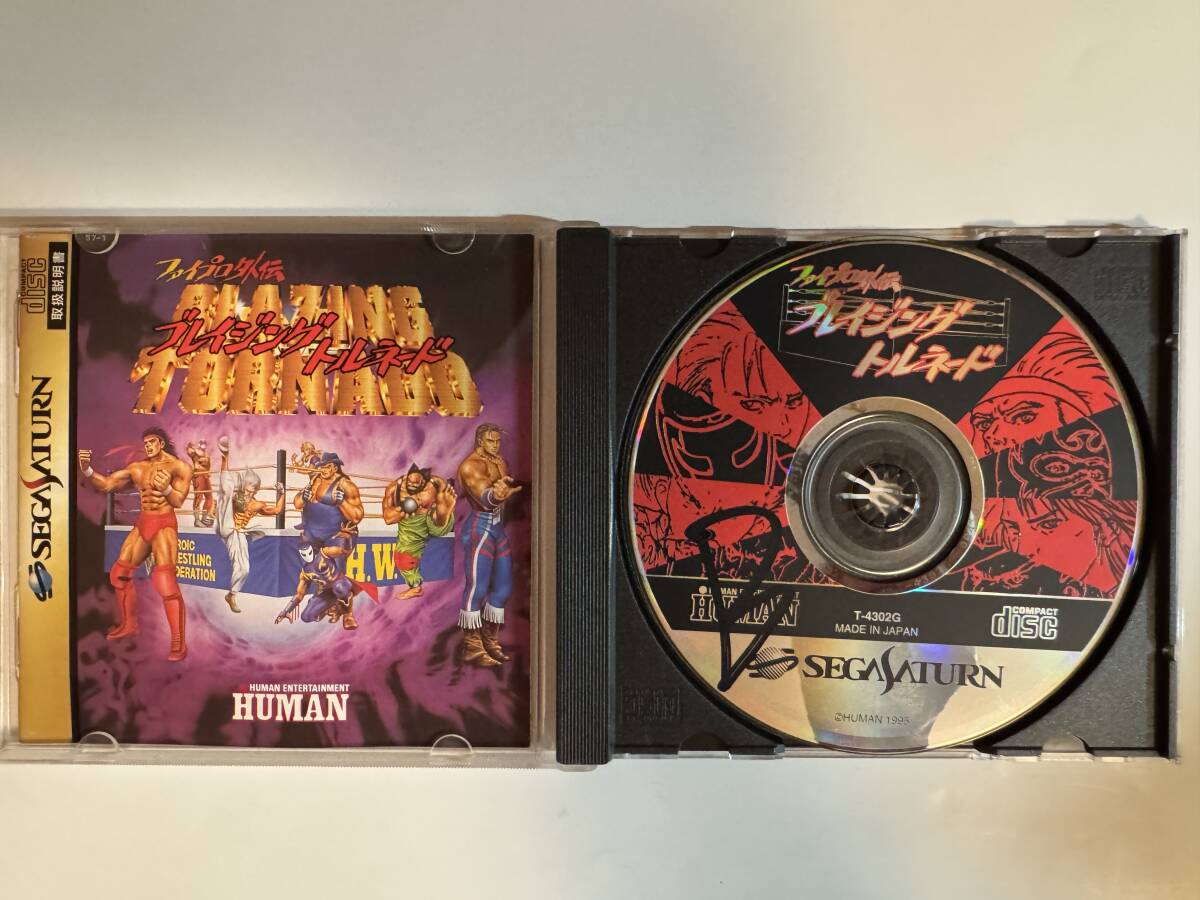 COMPACT
disc
取扱説明書
SEGA SATURN
ファイプロ外伝
BLAZING
ブレイジングトルネード
TORNADO
ROIC
ESTLING
DERATION
H.W.
HUMAN ENTERTAINMENT
HUMAN
ファイプロ外伝
ブレイジング
トルネード
HUMAN
T-4302G
MADE IN JAPAN
COMPACT
disc
SEGA SATURN
©HUMAN 1995